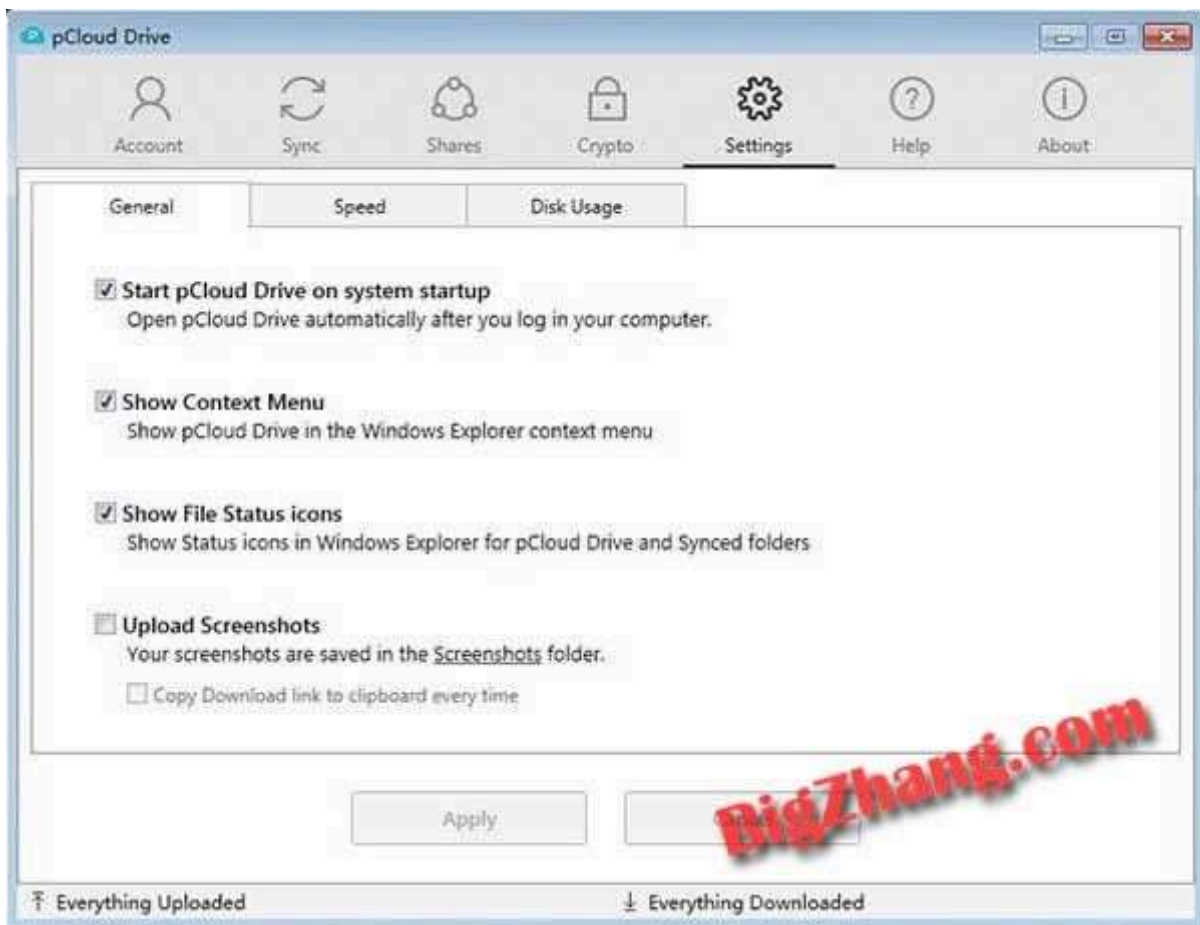 pCloud Drive
Account Sync Shares Crypto Settings Help About
General Speed Disk Usage
Start pCloud Drive on system startup
Open pCloud Drive automatically after you log in your computer.
Show Context Menu
Show pCloud Drive in the Windows Explorer context menu
Show File Status icons
Show Status icons in Windows Explorer for pCloud Drive and Synced folders
Upload Screenshots
Your screenshots are saved in the Screenshots folder.
Copy Download link to clipboard every time
Apply
BigZhang.com
Everything Uploaded Everything Downloaded